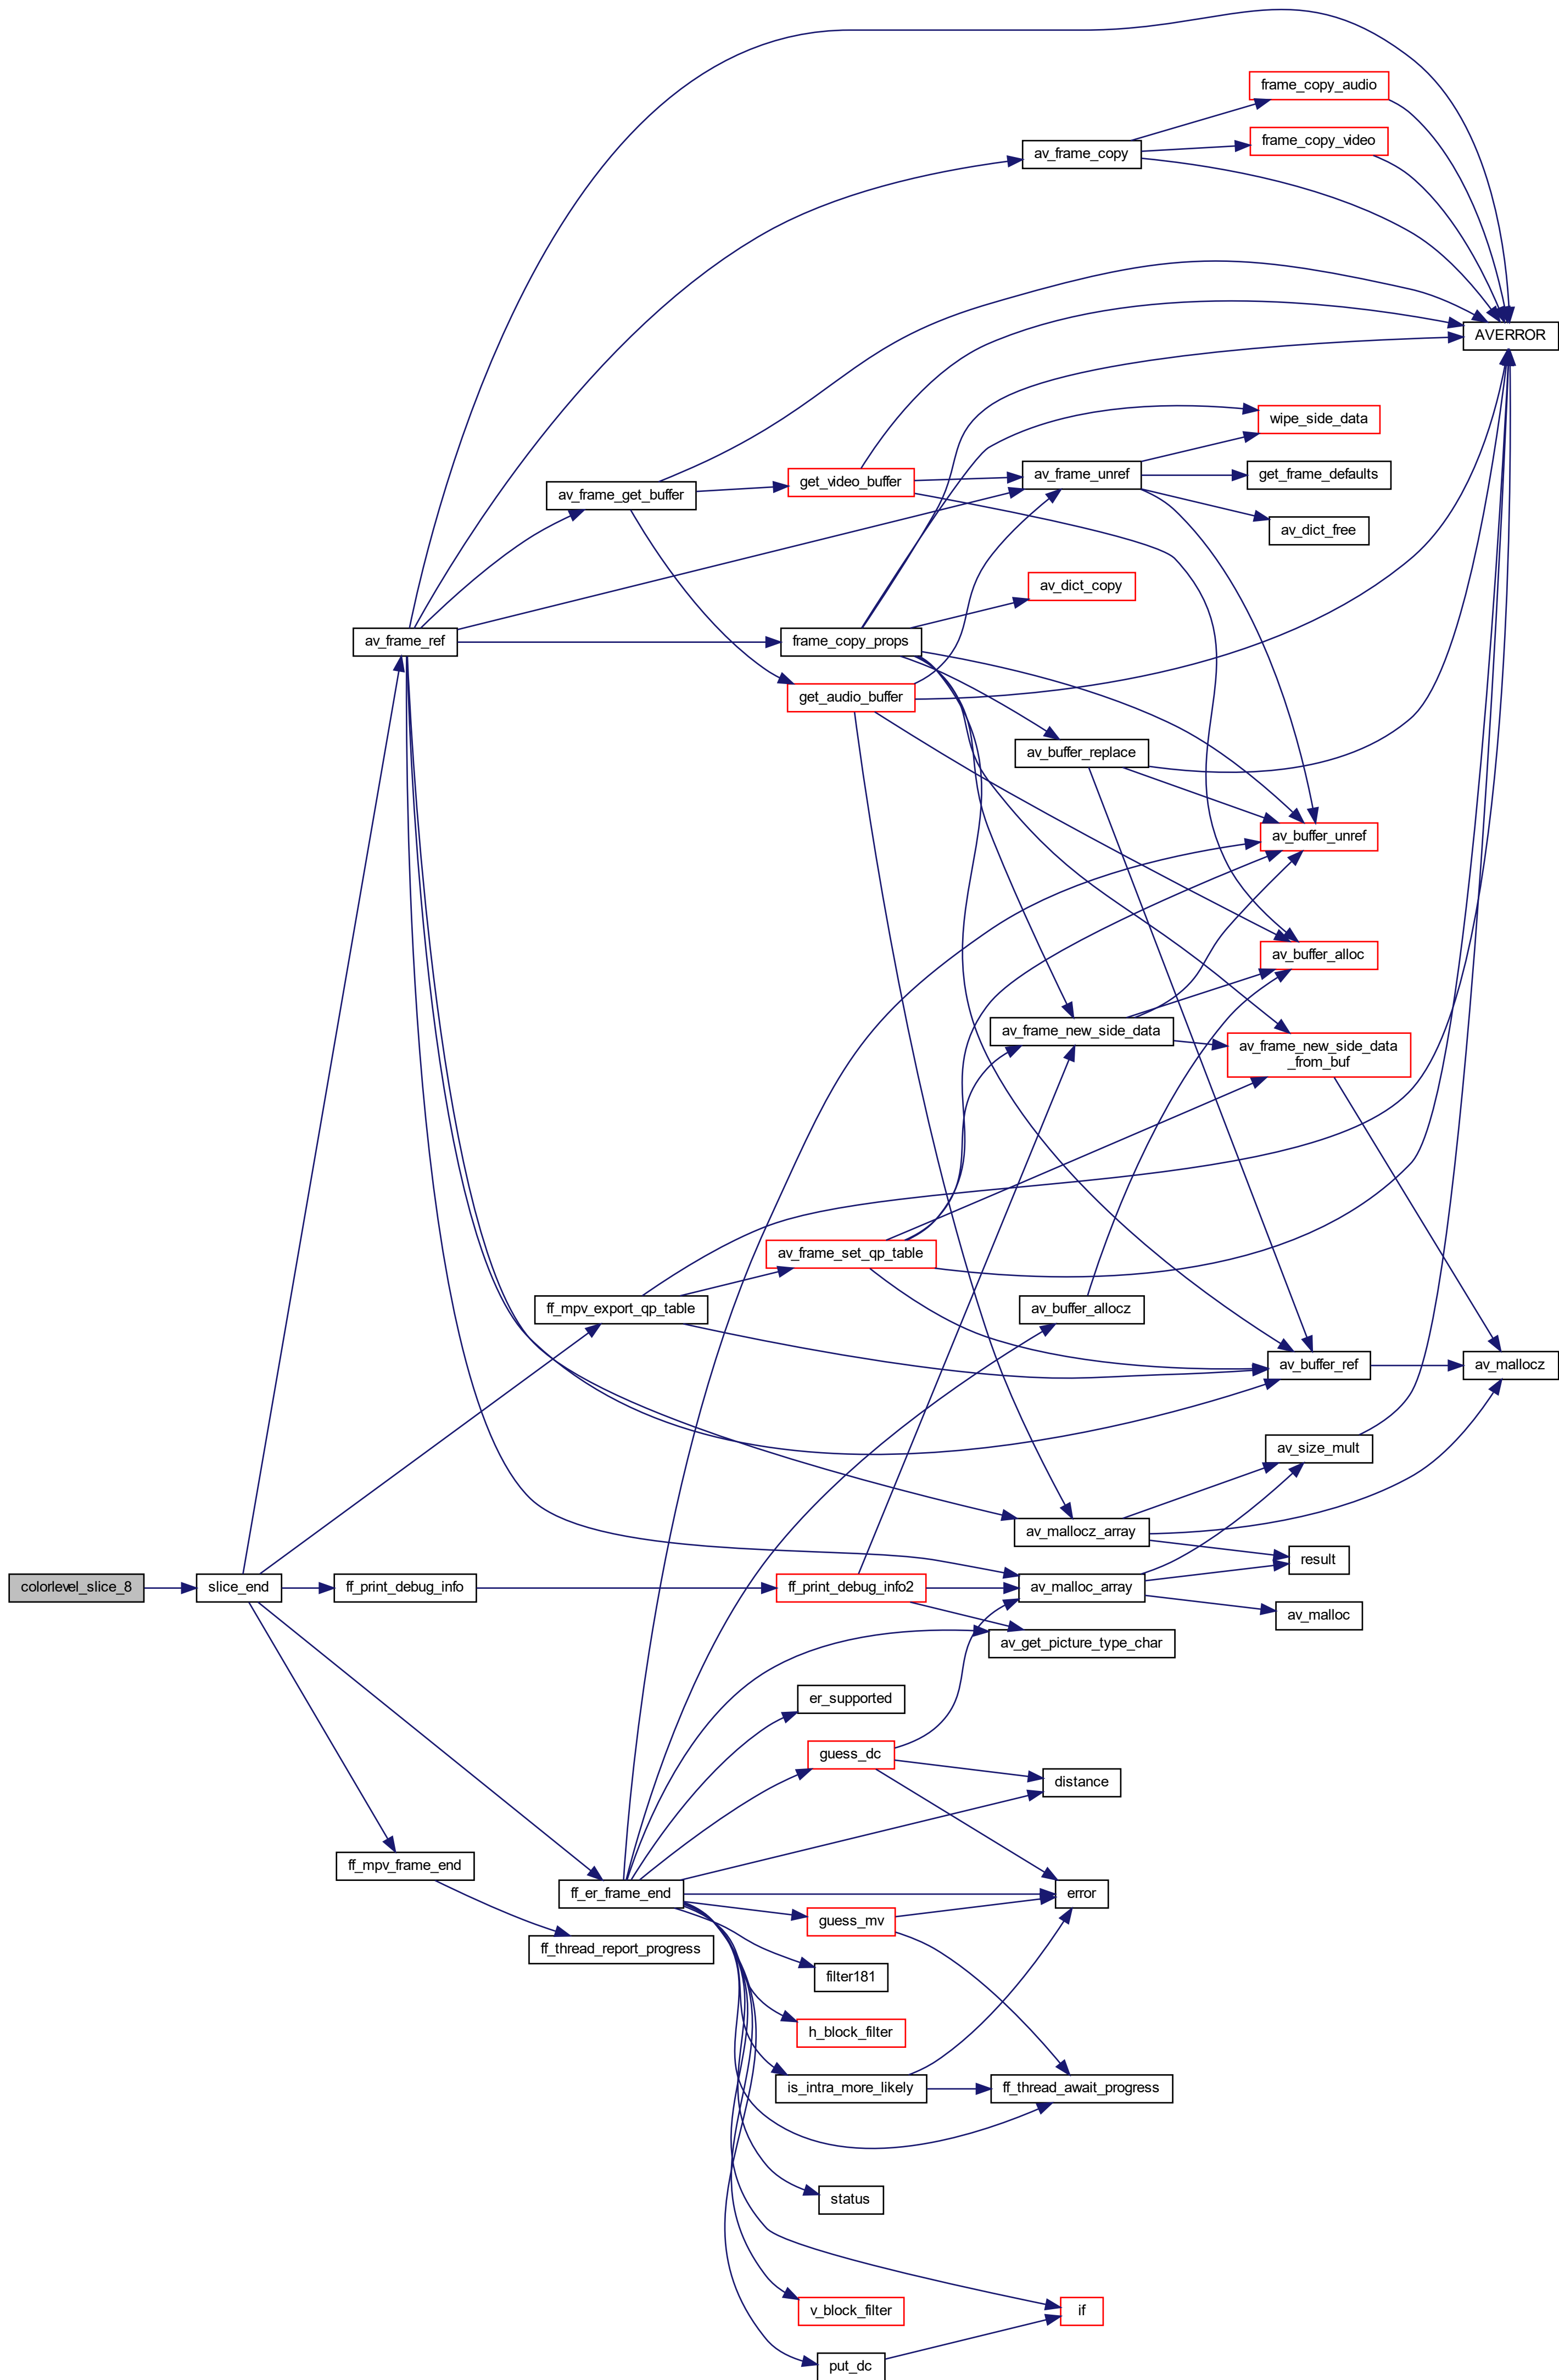 frame_copy_audio
frame_copy_video
av_frame_copy
AVERROR
wipe_side_data
get_video_buffer
av_frame_unref
get_frame_defaults
av_frame_get_buffer
av_dict_free
av_dict_copy
av_frame_ref
frame_copy_props
get_audio_buffer
av_buffer_replace
av_buffer_unref
av_buffer_alloc
av_frame_new_side_data
av_frame_new_side_data
_from_buf
av_frame_set_qp_table
ff_mpv_export_qp_table
av_buffer_allocz
av_buffer_ref
av_mallocz
av_size_mult
av_mallocz_array
result
colorlevel_slice_8
slice_end
ff_print_debug_info
ff_print_debug_info2
av_malloc_array
av_malloc
av_get_picture_type_char
er_supported
guess_dc
distance
ff_mpv_frame_end
ff_er_frame_end
error
guess_mv
ff_thread_report_progress
filter181
h_block_filter
is_intra_more_likely
ff_thread_await_progress
status
v_block_filter
if
put_dc